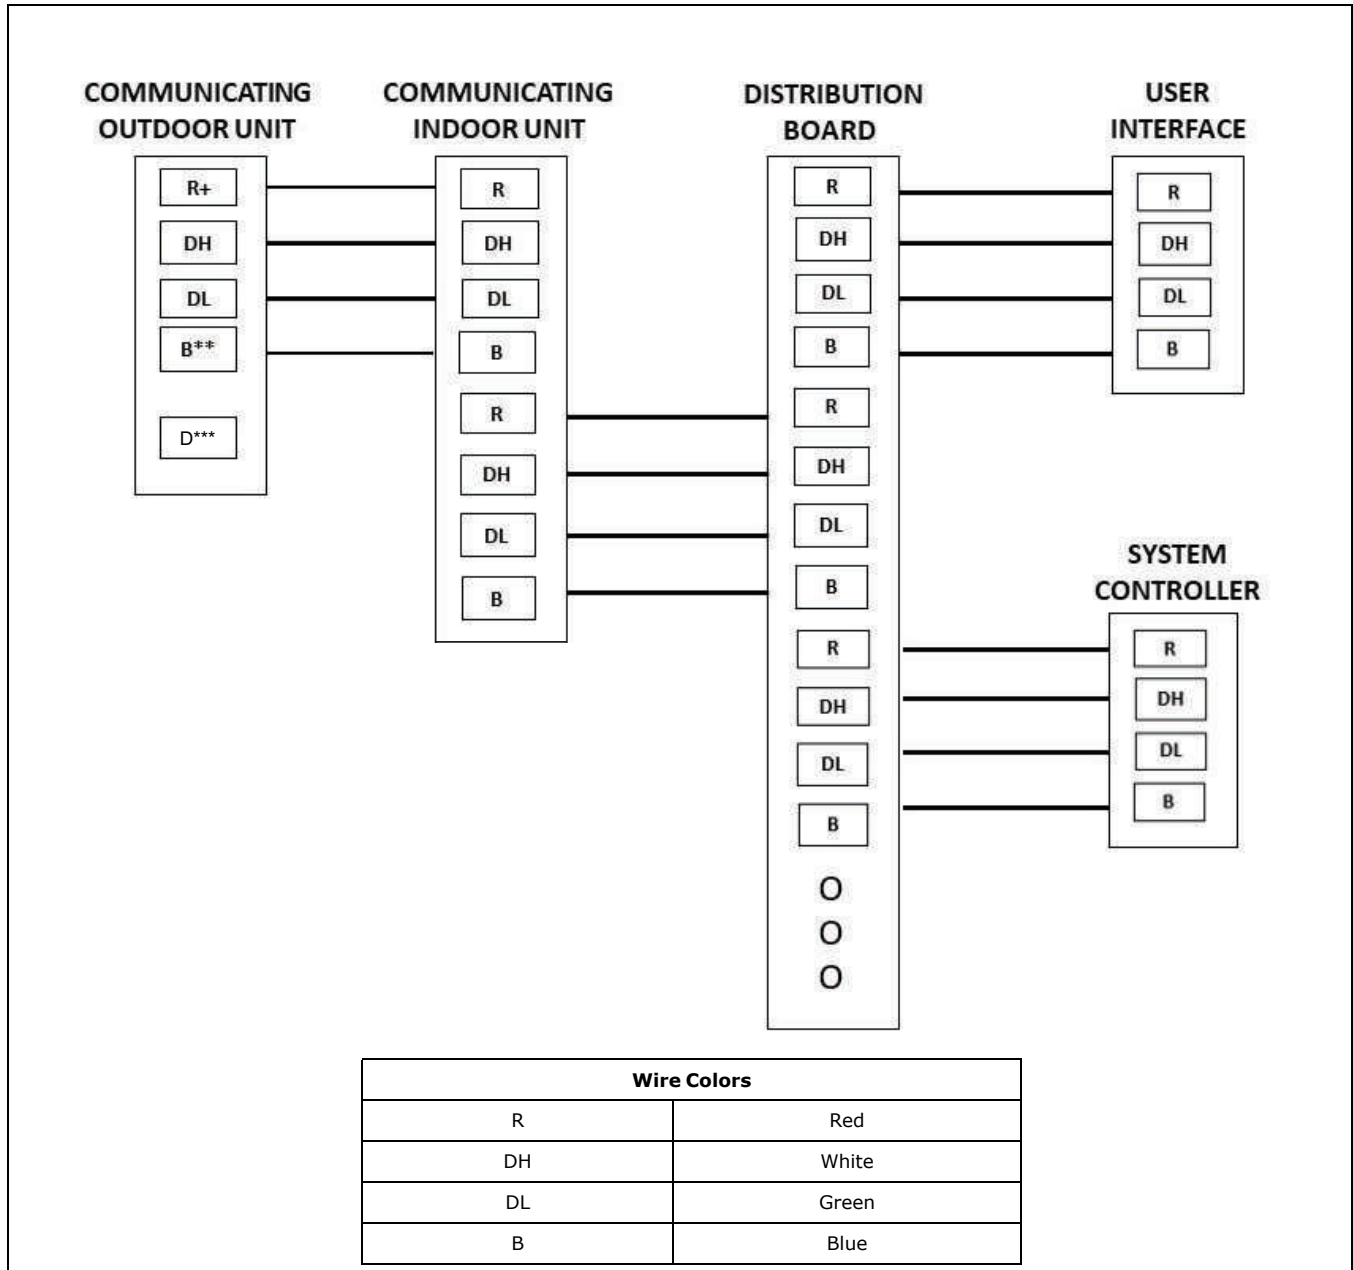 COMMUNICATING
OUTDOOR UNIT
R+
DH
DL
B**
D***
COMMUNICATING
INDOOR UNIT
R
DH
DL
B
R
DH
DL
B
DISTRIBUTION
BOARD
R
DH
DL
B
R
DH
DL
B
R
DH
DL
B
O
O
O
USER
INTERFACE
R
DH
DL
B
SYSTEM
CONTROLLER
R
DH
DL
B
Wire Colors
R Red
DH White
DL Green
B Blue